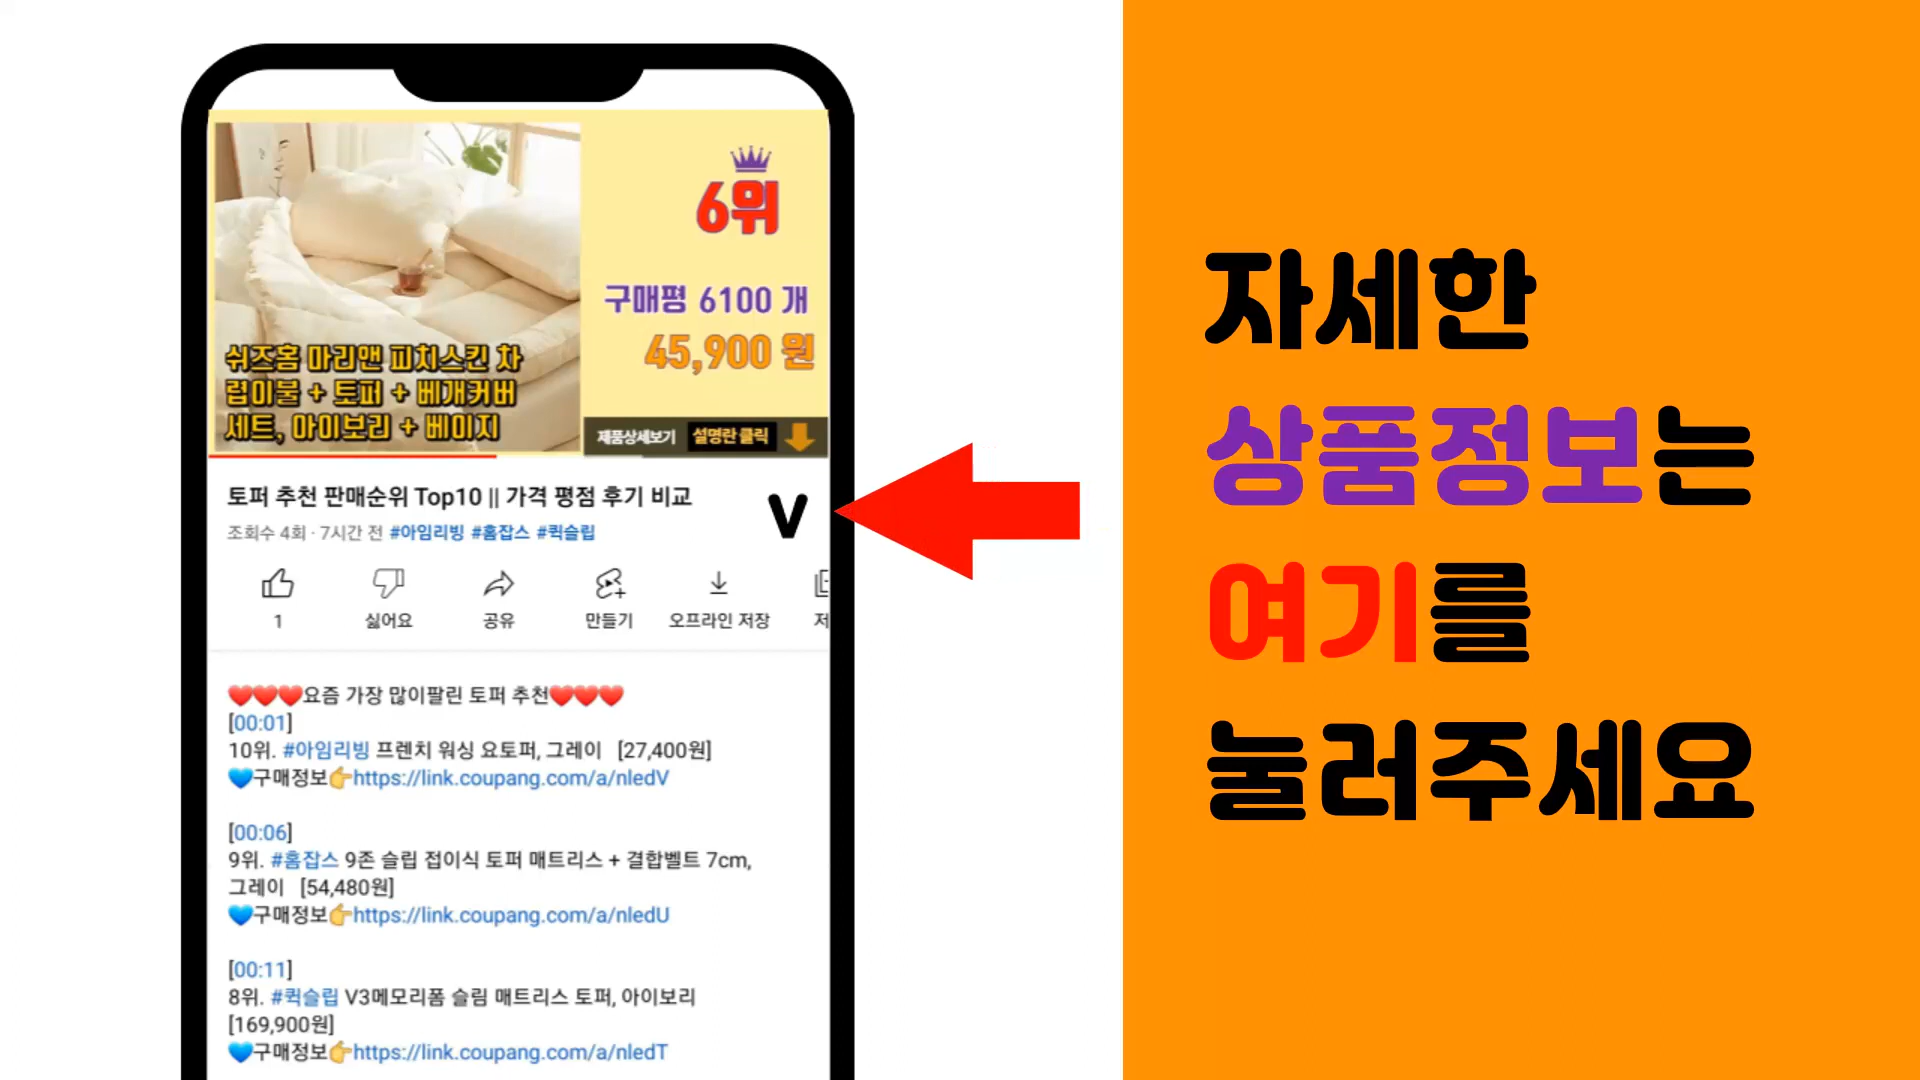 6위
구매평 6100 개
45,900 원
쉬즈홈 마리앤 피치스킨 차
렵이불 + 토퍼 + 베개커버
세트, 아이보리 + 베이지
제품상세보기 설명란 클릭
토퍼 추천 판매순위 Top10 || 가격 평점 후기 비교
V
조회수 4회 · 7시간 전 #아임리빙 #홈잡스 #퀵슬립
1 싫어요 공유 만들기 오프라인 저장 저
❤️❤️❤️요즘 가장 많이팔린 토퍼 추천❤️❤️❤️
[00:01]
10위. #아임리빙 프렌치 워싱 요토퍼, 그레이 [27,400원]
💙구매정보👉https://link.coupang.com/a/nledV
[00:06]
9위. #홈잡스 9존 슬립 접이식 토퍼 매트리스 + 결합벨트 7cm,
그레이 [54,480원]
💙구매정보👉https://link.coupang.com/a/nledU
[00:11]
8위. #퀵슬립 V3메모리폼 슬림 매트리스 토퍼, 아이보리
[169,900원]
💙구매정보👉https://link.coupang.com/a/nledT
자세한
상품정보는
여기를
눌러주세요